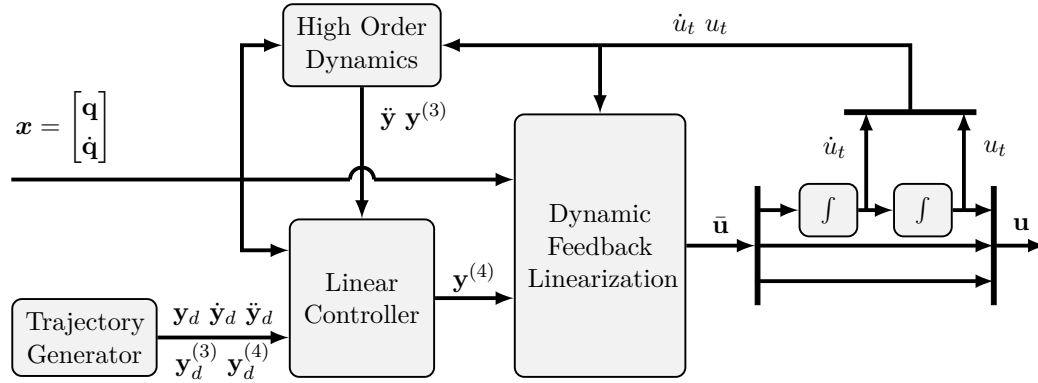 High Order
Dynamics
u̇_t u_t
ÿ y^(3)
𝒙 = [q
q̇]
u̇_t
u_t
∫
∫
Dynamic
Feedback
Linearization
ū
u
Linear
Controller
y^(4)
Trajectory
Generator
y_d ẏ_d ÿ_d
y_d^(3) y_d^(4)